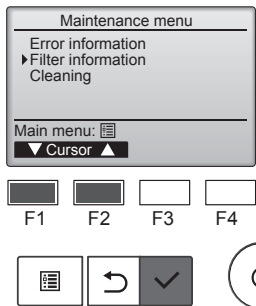 Maintenance menu
Error information
Filter information
Cleaning
Main menu:
Cursor
F1 F2 F3 F4